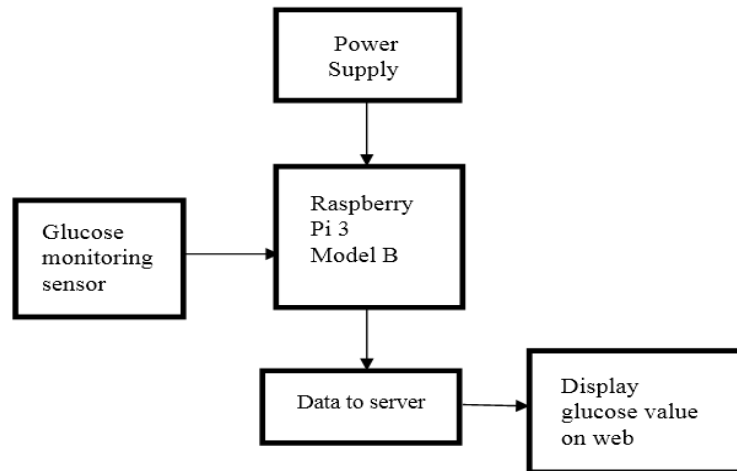 Power
Supply
Raspberry
Pi 3
Model B
Glucose
monitoring
sensor
Data to server
Display
glucose value
on web